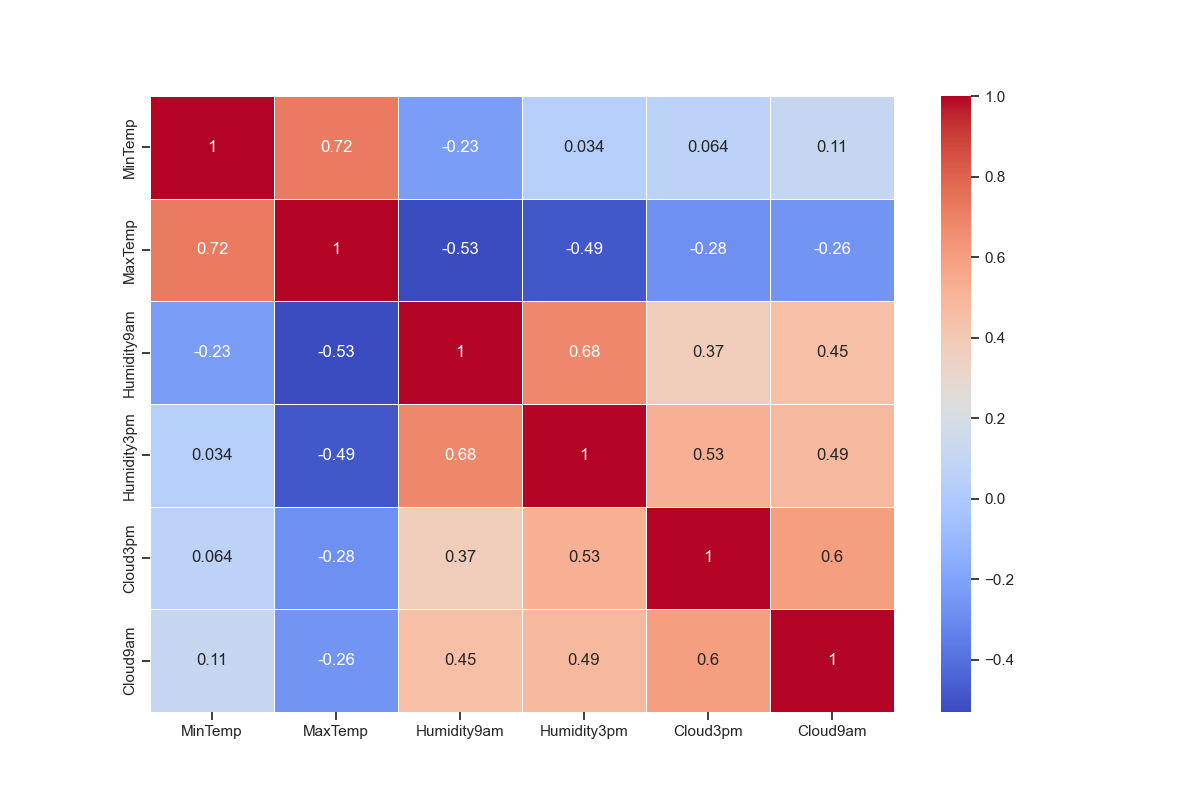 MinTemp 1 0.72 -0.23 0.034 0.064 0.11
MaxTemp 0.72 1 -0.53 -0.49 -0.28 -0.26
Humidity9am -0.23 -0.53 1 0.68 0.37 0.45
Humidity3pm 0.034 -0.49 0.68 1 0.53 0.49
Cloud3pm 0.064 -0.28 0.37 0.53 1 0.6
Cloud9am 0.11 -0.26 0.45 0.49 0.6 1
MinTemp MaxTemp Humidity9am Humidity3pm Cloud3pm Cloud9am
1.0
0.8
0.6
0.4
0.2
0.0
−0.2
−0.4